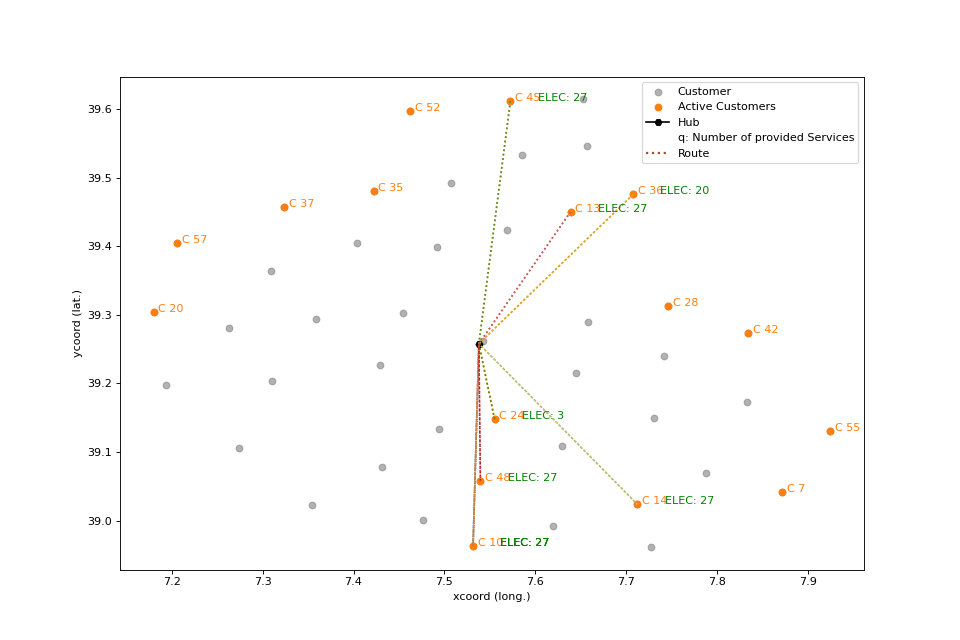 Customer
Active Customers
Hub
q: Number of provided Services
Route
C 45 ELEC: 27
C 52
C 36 ELEC: 20
C 35
C 13 ELEC: 27
C 37
C 57
C 20
C 28
C 42
C 24 ELEC: 3
C 55
C 48 ELEC: 27
C 7
C 14 ELEC: 27
C 10 ELEC: 27
39.6
39.5
39.4
39.3
39.2
39.1
39.0
ycoord (lat.)
7.2 7.3 7.4 7.5 7.6 7.7 7.8 7.9
xcoord (long.)